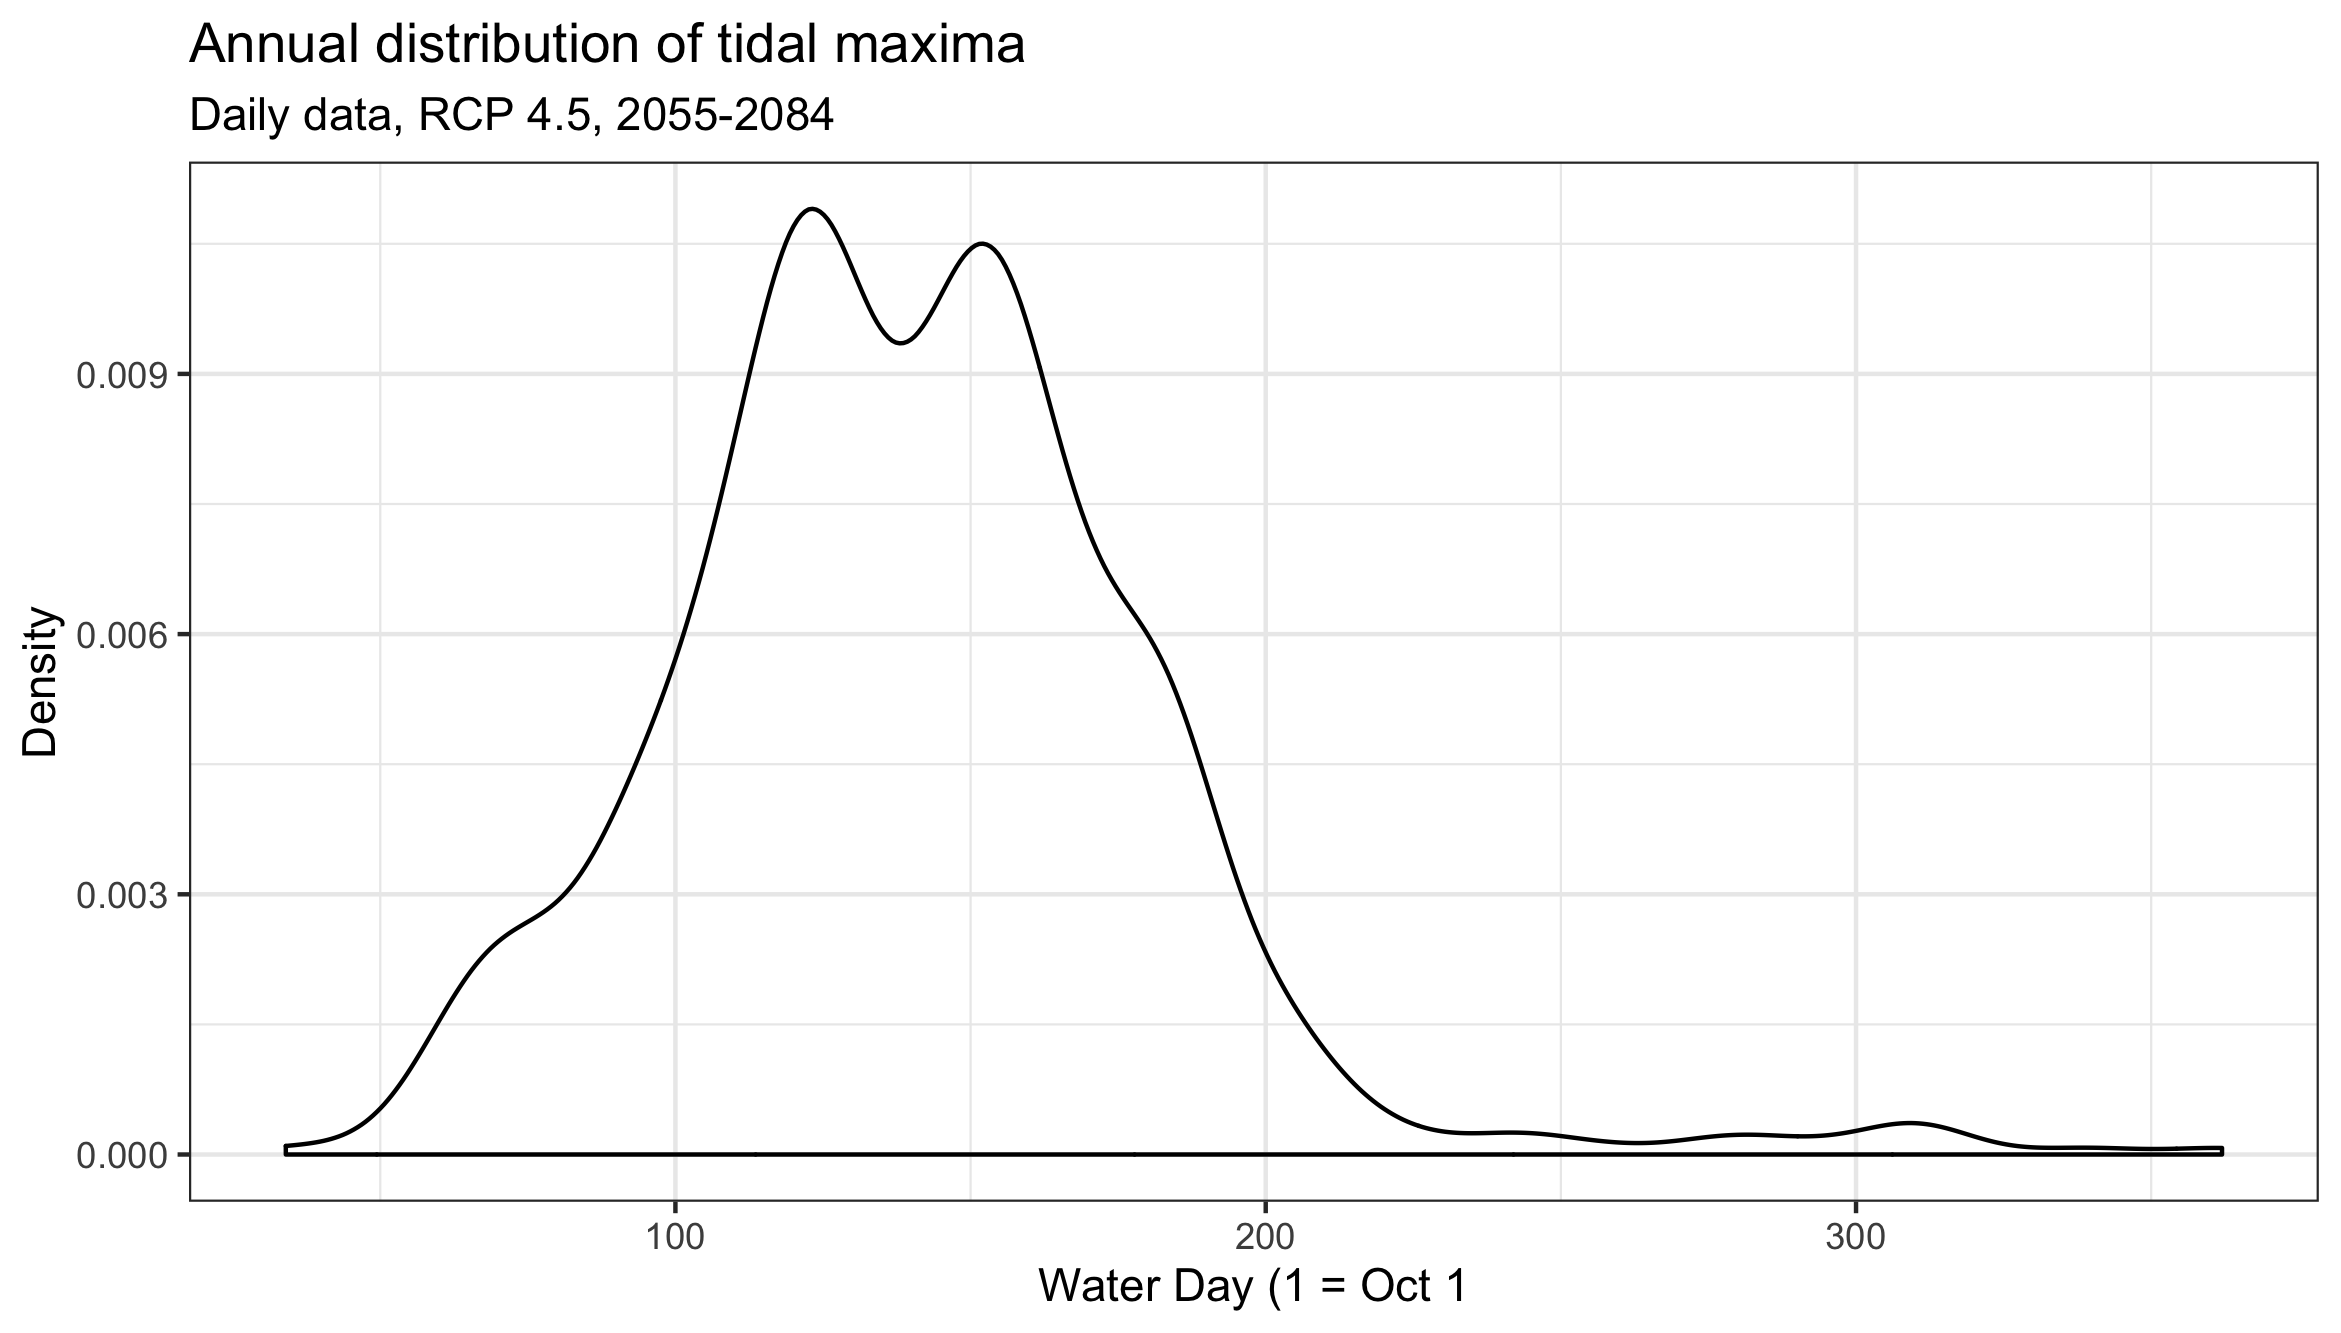 Annual distribution of tidal maxima
Daily data, RCP 4.5, 2055-2084
Density
0.009
0.006
0.003
0.000
100 200 300
Water Day (1 = Oct 1